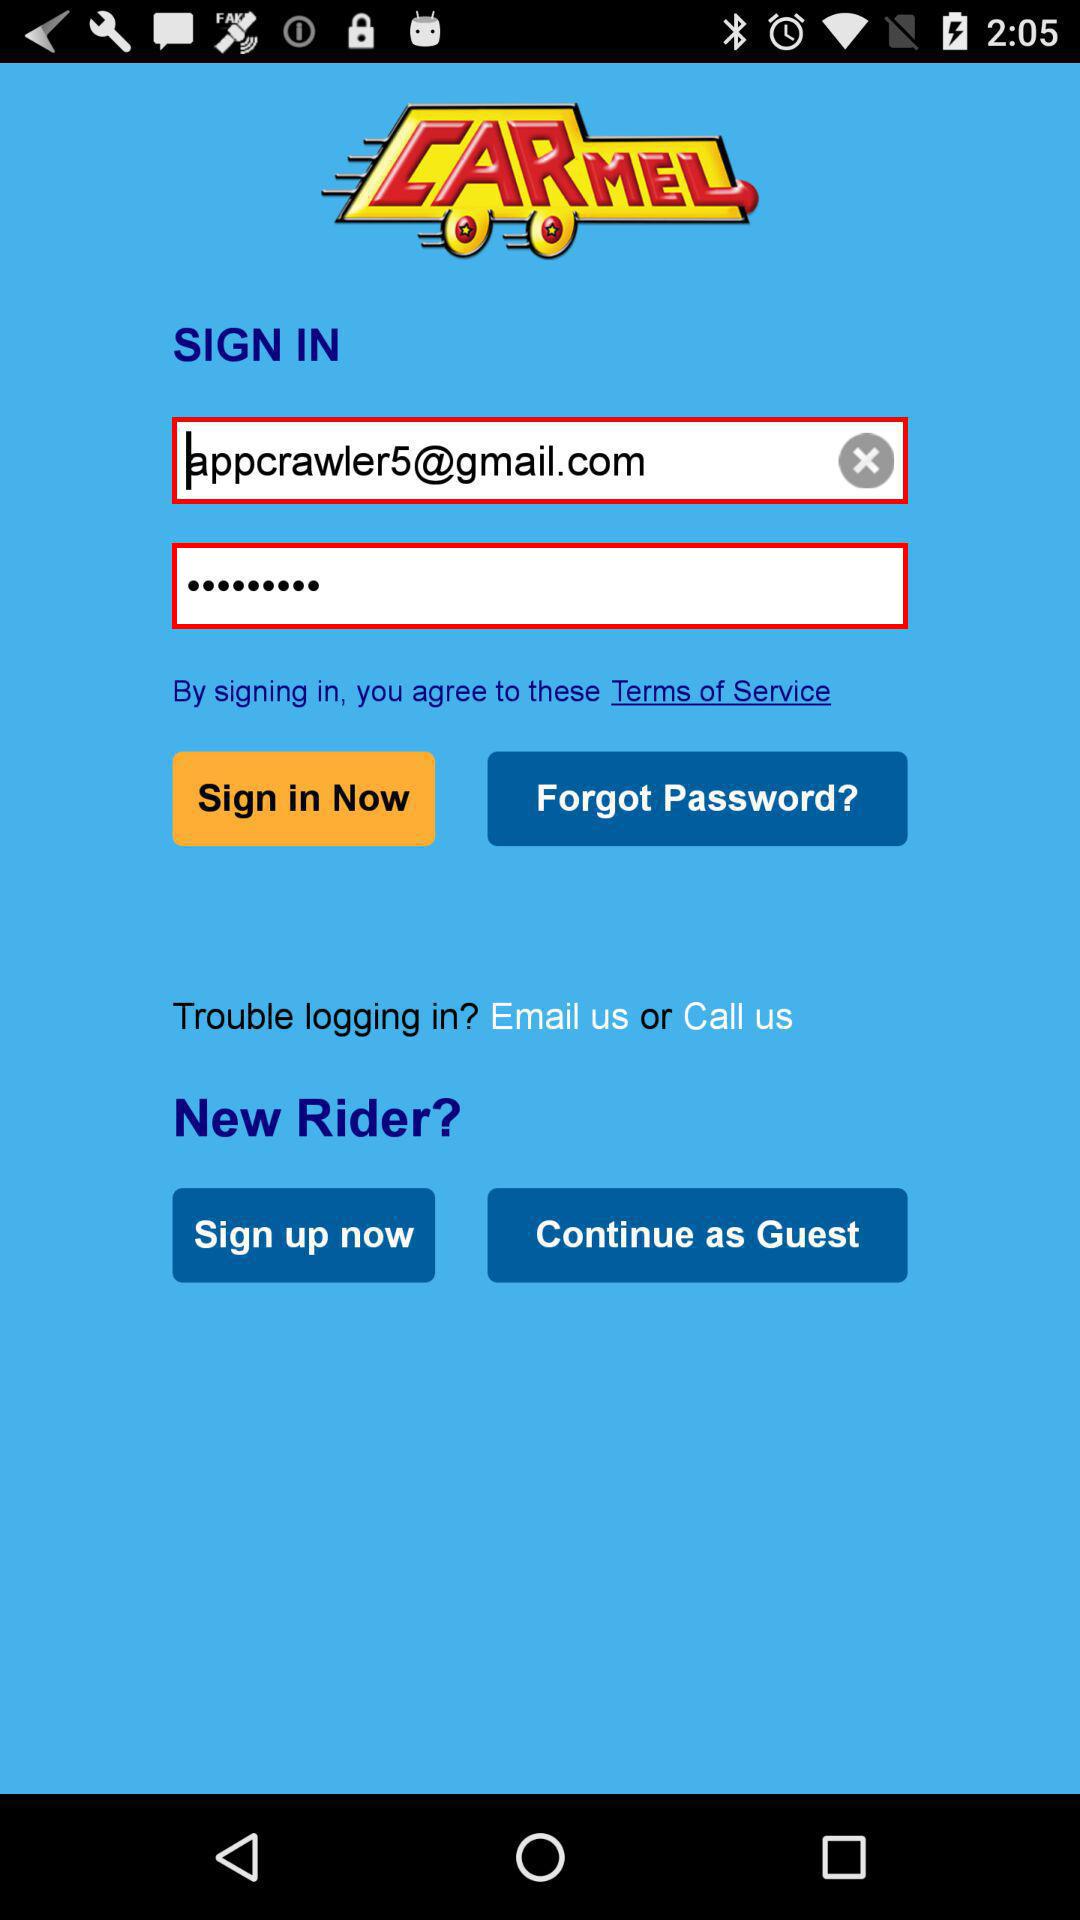 FAKE
2:05
CARMEL
SIGN IN
appcrawler5@gmail.com
•••••••••
By signing in, you agree to these Terms of Service
Sign in Now
Forgot Password?
Trouble logging in? Email us or Call us
New Rider?
Sign up now
Continue as Guest